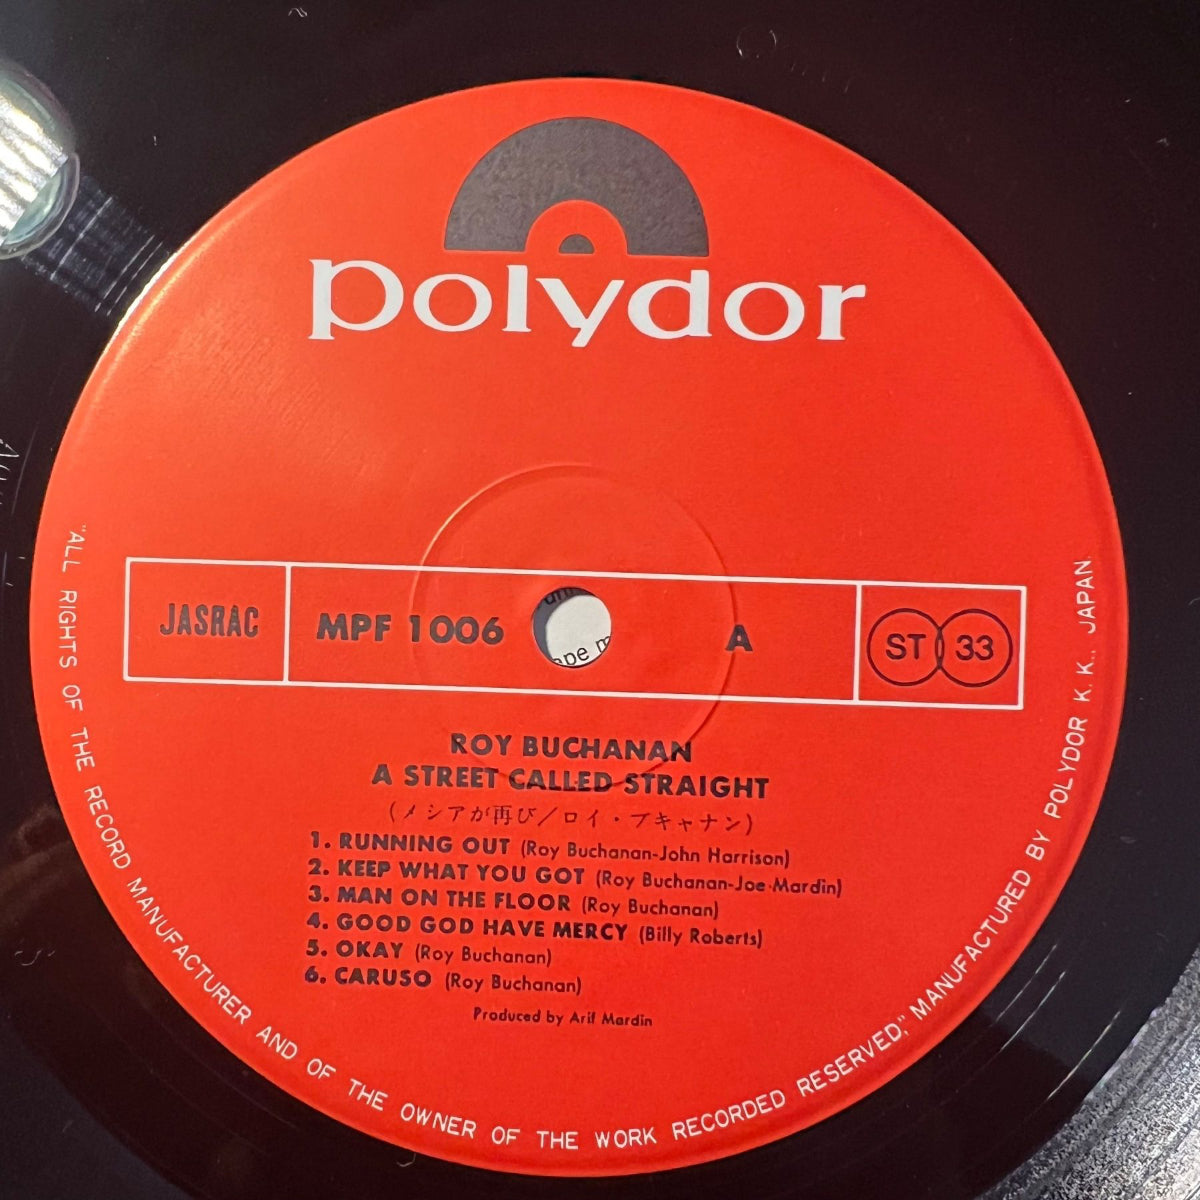 polydor
JASRAC
MPF 1006
A
ST 33
ROY BUCHANAN
A STREET CALLED STRAIGHT
(メシアが再び/ロイ・ブキャナン)
1. RUNNING OUT (Roy Buchanan-John Harrison)
2. KEEP WHAT YOU GOT (Roy Buchanan-Joe Mardin)
3. MAN ON THE FLOOR (Roy Buchanan)
4. GOOD GOD HAVE MERCY (Billy Roberts)
5. OKAY (Roy Buchanan)
6. CARUSO (Roy Buchanan)
Produced by Arif Mardin
"ALL RIGHTS OF THE RECORD MANUFACTURER AND OF THE OWNER OF THE WORK RECORDED RESERVED," MANUFACTURED BY POLYDOR K. K., JAPAN